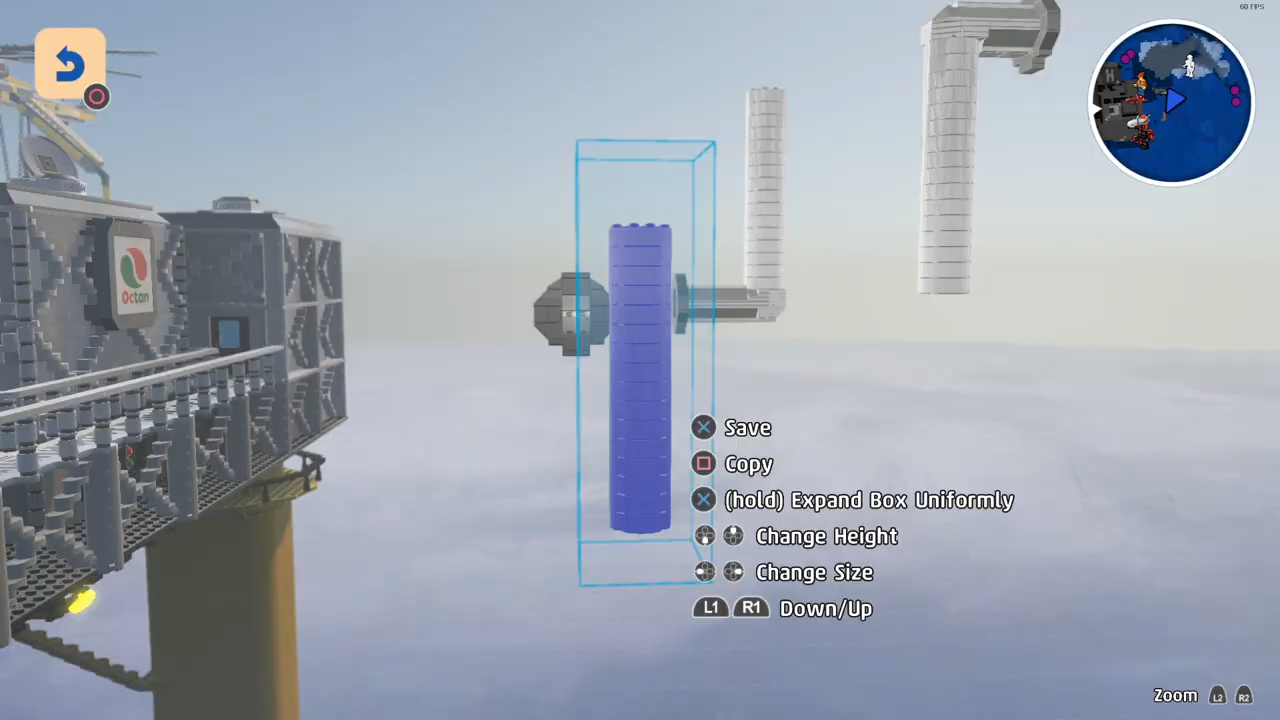 60 FPS
H
Octan
Save
Copy
(hold) Expand Box Uniformly
Change Height
Change Size
L1 R1 Down/Up
Zoom L2 R2